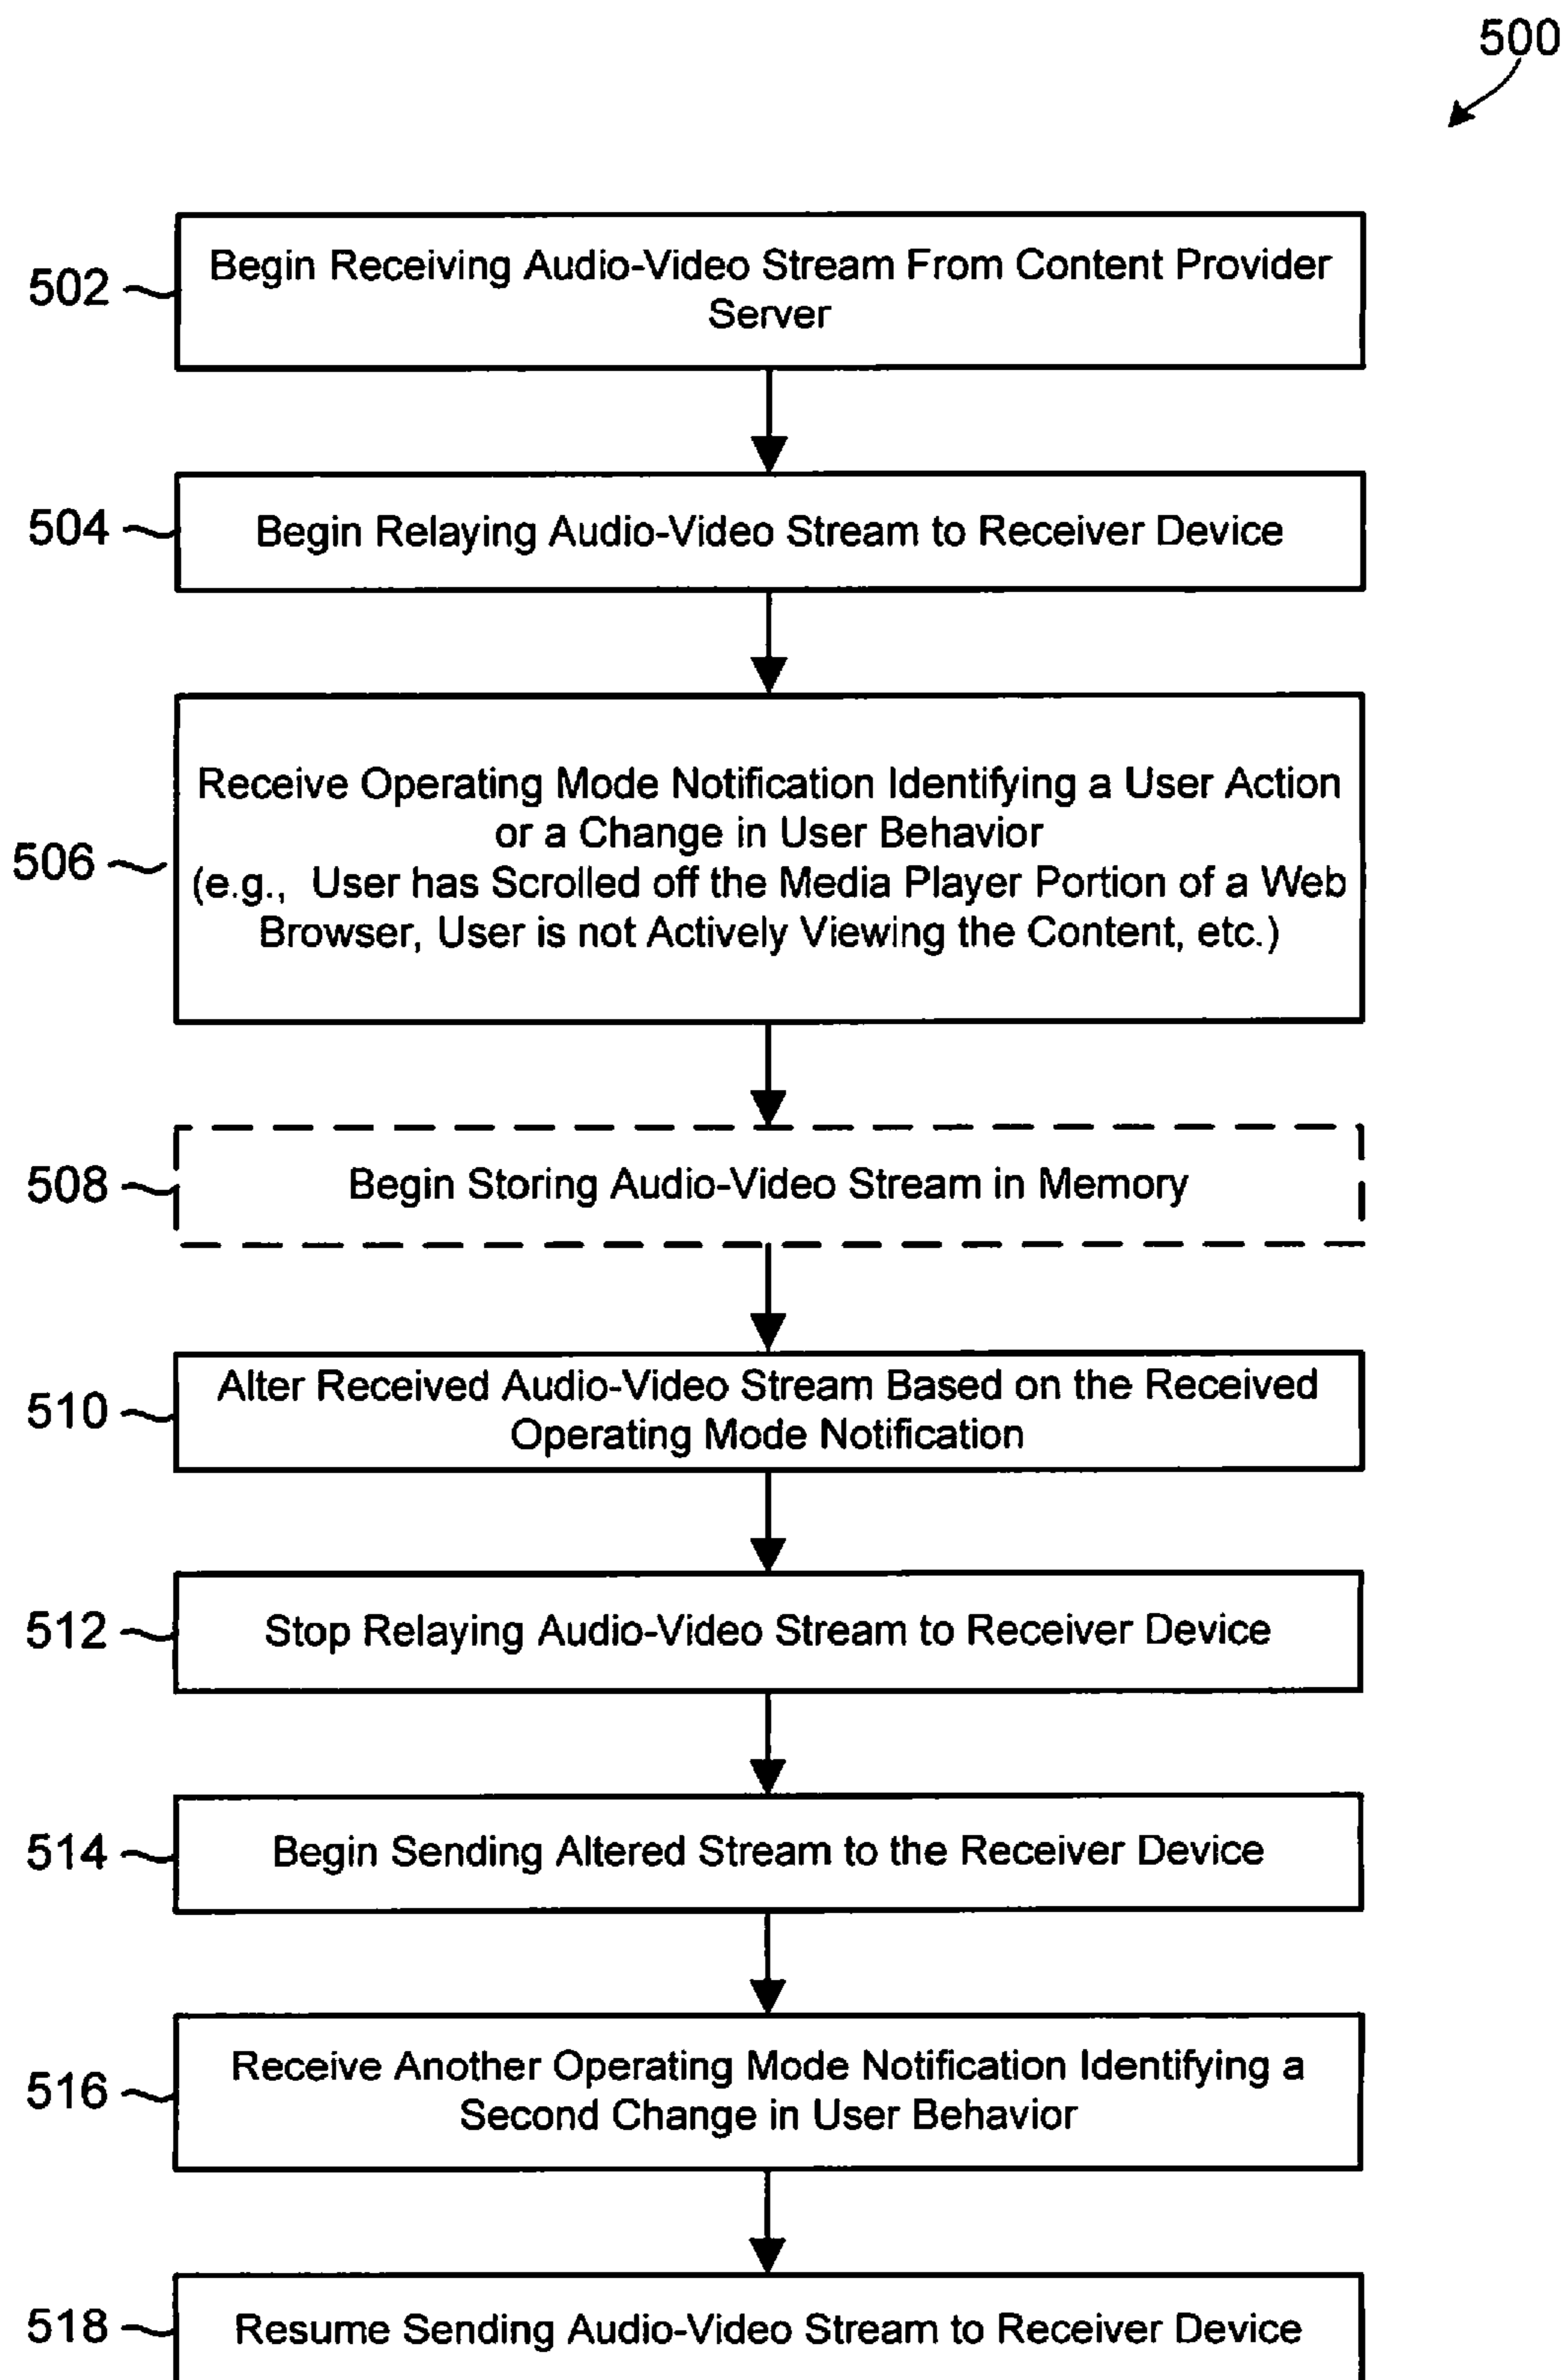 500
502
Begin Receiving Audio-Video Stream From Content Provider
Server
504
Begin Relaying Audio-Video Stream to Receiver Device
506
Receive Operating Mode Notification Identifying a User Action
or a Change in User Behavior
(e.g., User has Scrolled off the Media Player Portion of a Web
Browser, User is not Actively Viewing the Content, etc.)
508
Begin Storing Audio-Video Stream in Memory
510
Alter Received Audio-Video Stream Based on the Received
Operating Mode Notification
512
Stop Relaying Audio-Video Stream to Receiver Device
514
Begin Sending Altered Stream to the Receiver Device
516
Receive Another Operating Mode Notification Identifying a
Second Change in User Behavior
518
Resume Sending Audio-Video Stream to Receiver Device